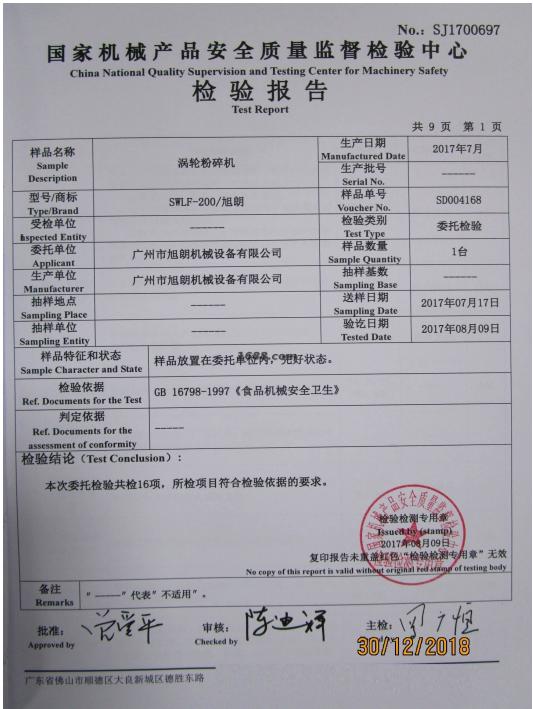 No.: SJ1700697
国家机械产品安全质量监督检验中心
China National Quality Supervision and Testing Center for Machinery Safety
检验报告
Test Report
共 9 页 第 1 页
样品名称
Sample
Description
涡轮粉碎机
生产日期
Manufactured Date
2017年7月
生产批号
Serial No.
------
型号/商标
Type/Brand
SWLF-200/旭朗
样品单号
Voucher No.
SD004168
受检单位
Inspected Entity
------
检验类别
Test Type
委托检验
委托单位
Applicant
广州市旭朗机械设备有限公司
样品数量
Sample Quantity
1台
生产单位
Manufacturer
广州市旭朗机械设备有限公司
抽样基数
Sampling Base
------
抽样地点
Sampling Place
------
送样日期
Sampling Date
2017年07月17日
抽样单位
Sampling Entity
------
验讫日期
Tested Date
2017年08月09日
样品特征和状态
Sample Character and State
样品放置在委托单位内，完好状态。
1688.com
检验依据
Ref. Documents for the Test
GB 16798-1997《食品机械安全卫生》
判定依据
Ref. Documents for the
assessment of conformity
------
检验结论（Test Conclusion）:
本次委托检验共检16项，所检项目符合检验依据的要求。
检验检测专用章
Issued by (stamp)
2017年08月09日
复印报告未重盖红色“检验检测专用章”无效
No copy of this report is valid without original red stamp of testing body
备注
Remarks
“ ------”代表”不适用”。
批准:
Approved by
审核:
Checked by
陈迪祥
主检:
30/12/2018
广东省佛山市顺德区大良新城区德胜东路